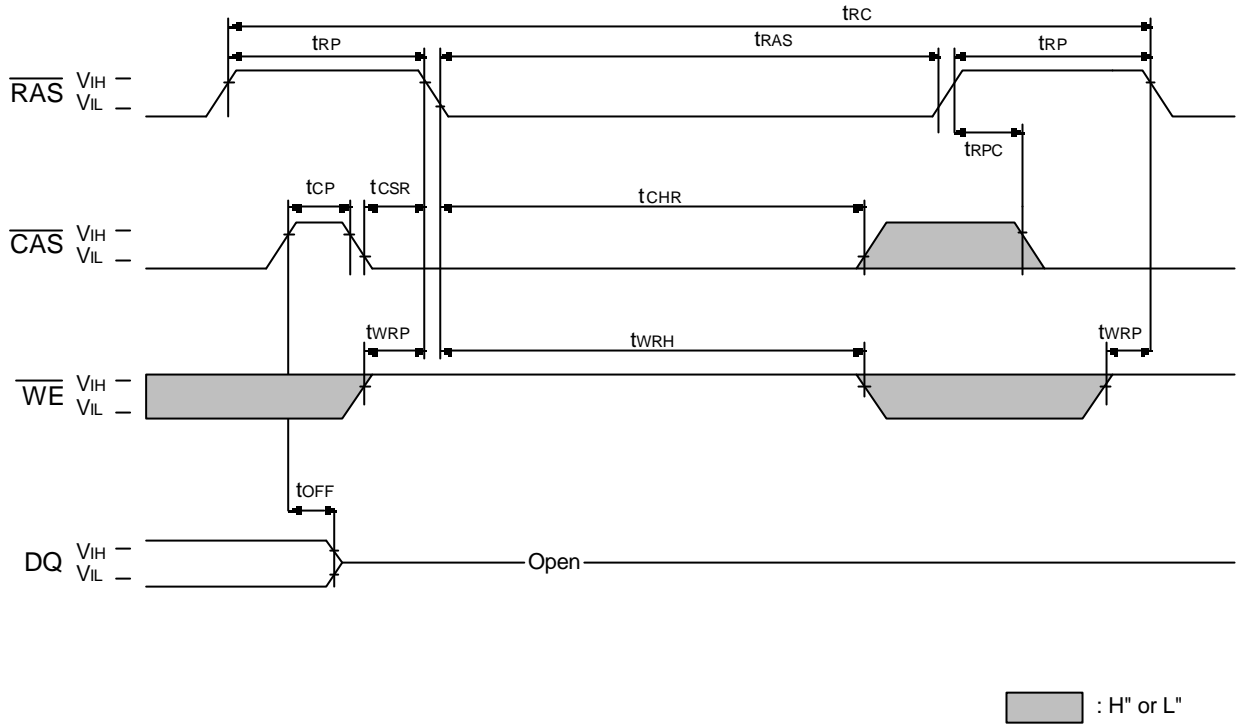 tRC
tRP tRAS tRP
RAS VIH
VIL
tRPC
tCP tCSR tCHR
CAS VIH
VIL
tWRP tWRH tWRP
WE VIH
VIL
tOFF
DQ VIH
VIL
Open
: H" or L"